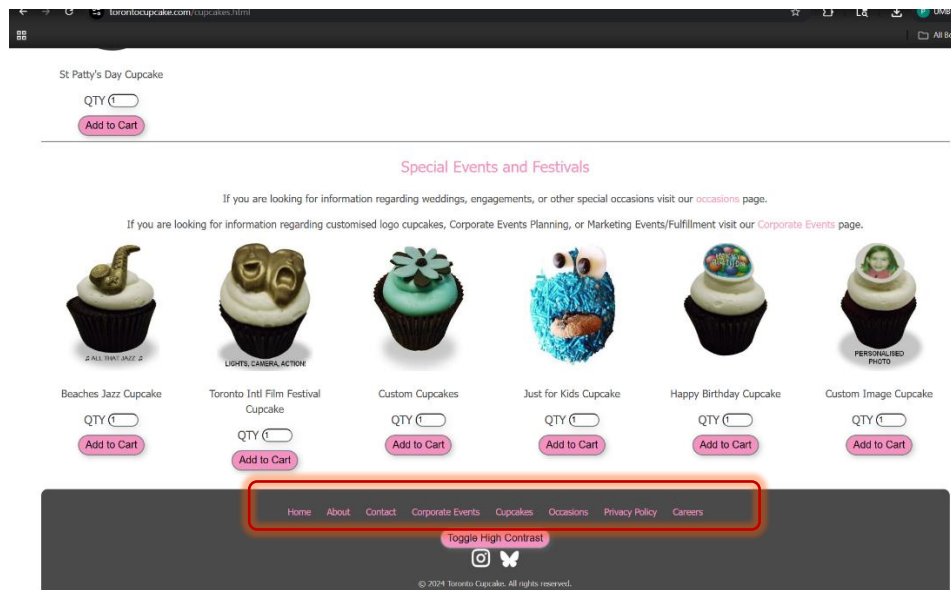 torontocupcake.com/cupcakes.html
All Bo
St Patty's Day Cupcake
QTY 1
Add to Cart
Special Events and Festivals
If you are looking for information regarding weddings, engagements, or other special occasions visit our occasions page.
If you are looking for information regarding customised logo cupcakes, Corporate Events Planning, or Marketing Events/Fulfillment visit our Corporate Events page.
♫ ALL THAT JAZZ ♫
LIGHTS, CAMERA, ACTION!
PERSONALISED
PHOTO
Beaches Jazz Cupcake
QTY 1
Add to Cart
Toronto Intl Film Festival
Cupcake
QTY 1
Add to Cart
Custom Cupcakes
QTY 1
Add to Cart
Just for Kids Cupcake
QTY 1
Add to Cart
Happy Birthday Cupcake
QTY 1
Add to Cart
Custom Image Cupcake
QTY 1
Add to Cart
Home About Contact Corporate Events Cupcakes Occasions Privacy Policy Careers
Toggle High Contrast
© 2024 Toronto Cupcake. All rights reserved.